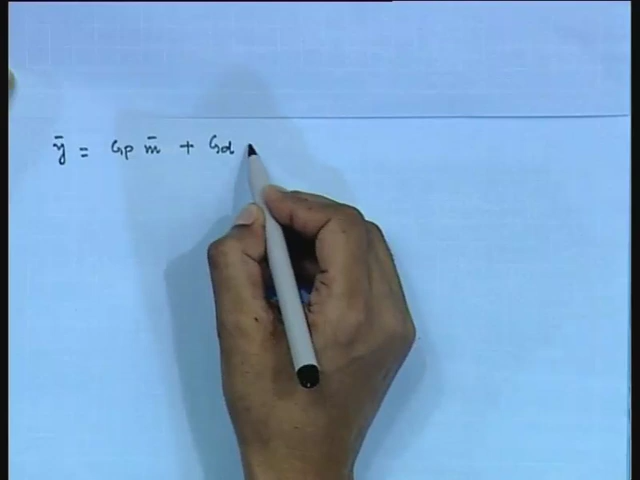 ȳ = Gp m̄ + Gd